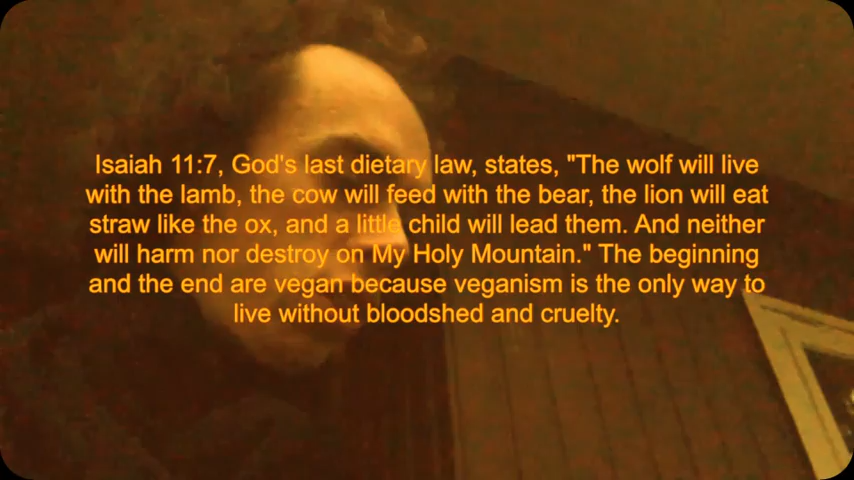 Isaiah 11:7, God's last dietary law, states, "The wolf will live
with the lamb, the cow will feed with the bear, the lion will eat
straw like the ox, and a little child will lead them. And neither
will harm nor destroy on My Holy Mountain." The beginning
and the end are vegan because veganism is the only way to
live without bloodshed and cruelty.